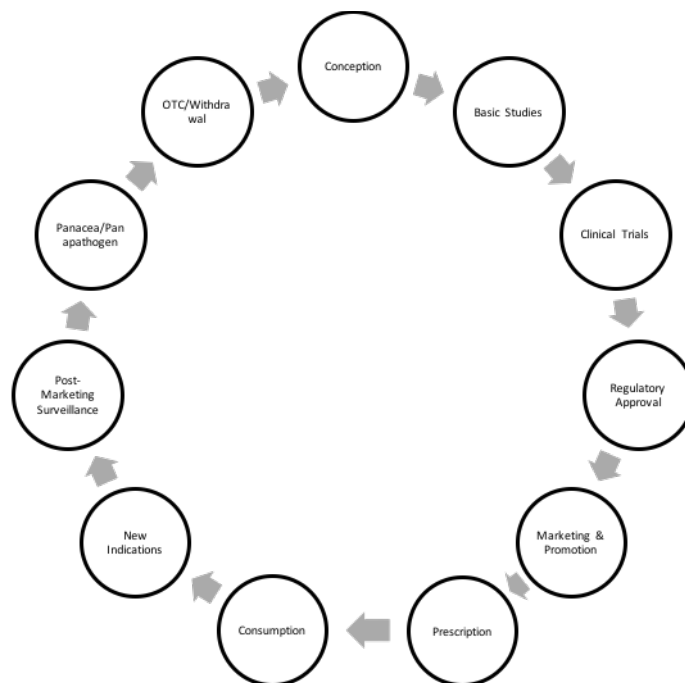 Conception
Basic Studies
Clinical Trials
Regulatory
Approval
Marketing &
Promotion
Prescription
Consumption
New
Indications
Post-
Marketing
Surveillance
Panacea/Pan
apathogen
OTC/Withdra
wal